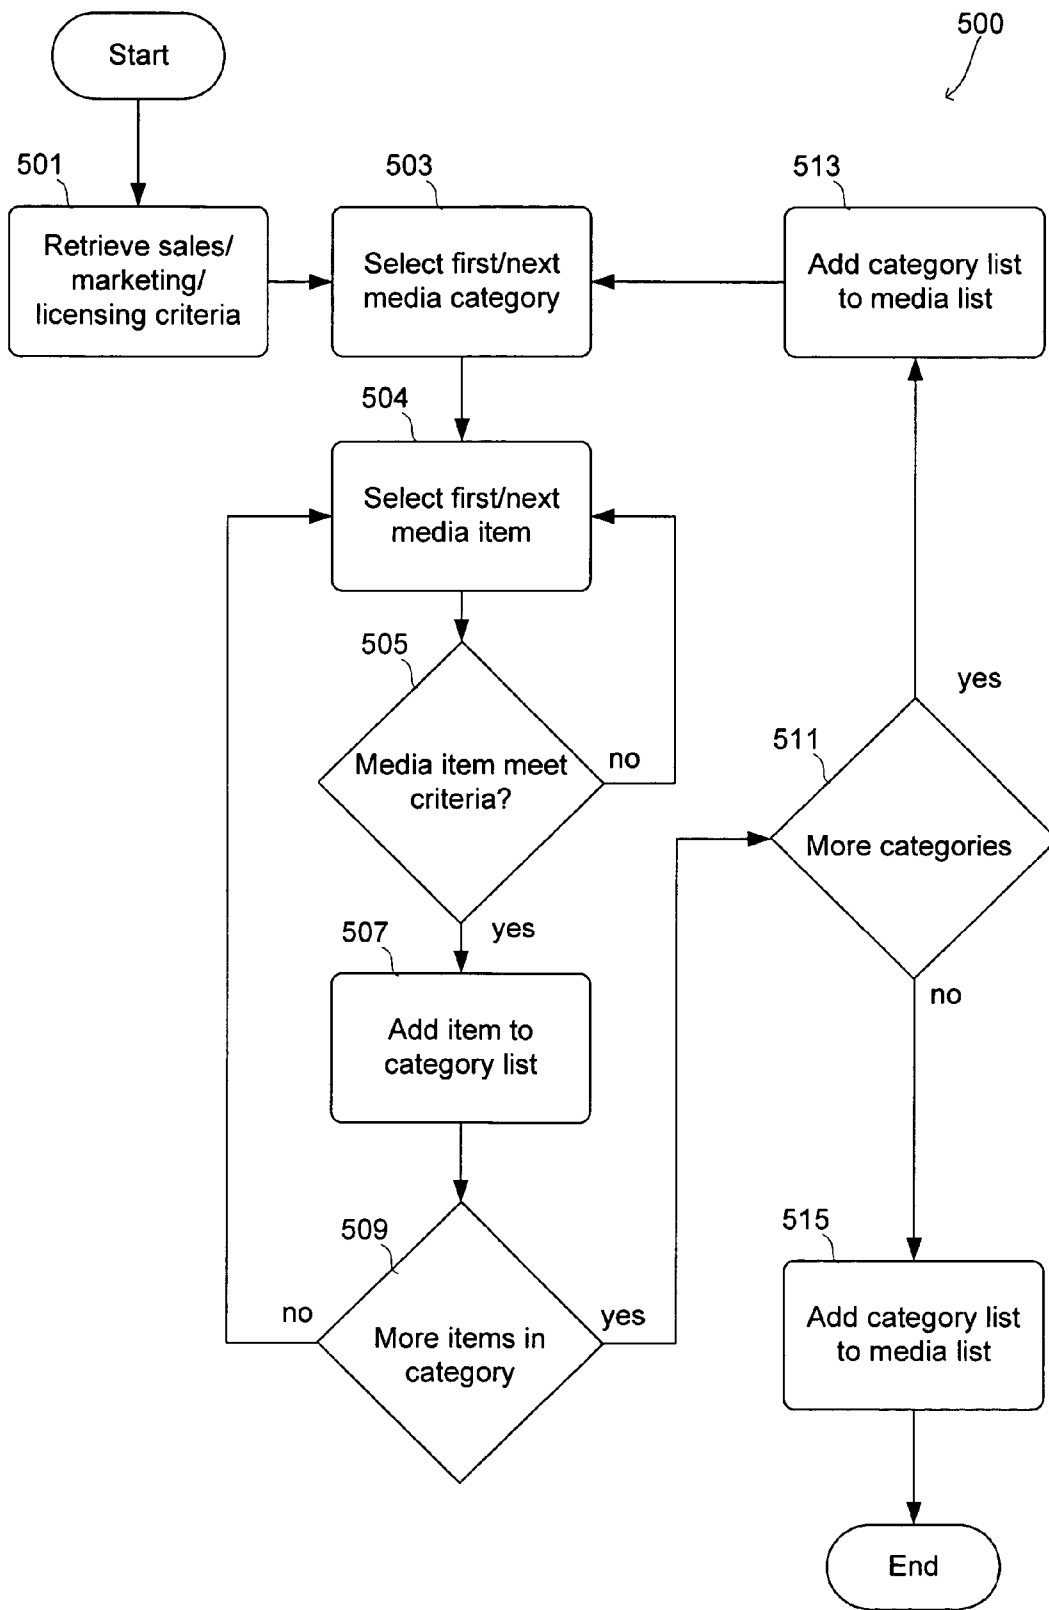 Start
500
501
Retrieve sales/
marketing/
licensing criteria
503
Select first/next
media category
513
Add category list
to media list
504
Select first/next
media item
505
Media item meet
criteria?
no
yes
507
Add item to
category list
509
More items in
category
no
yes
511
More categories
yes
no
515
Add category list
to media list
End